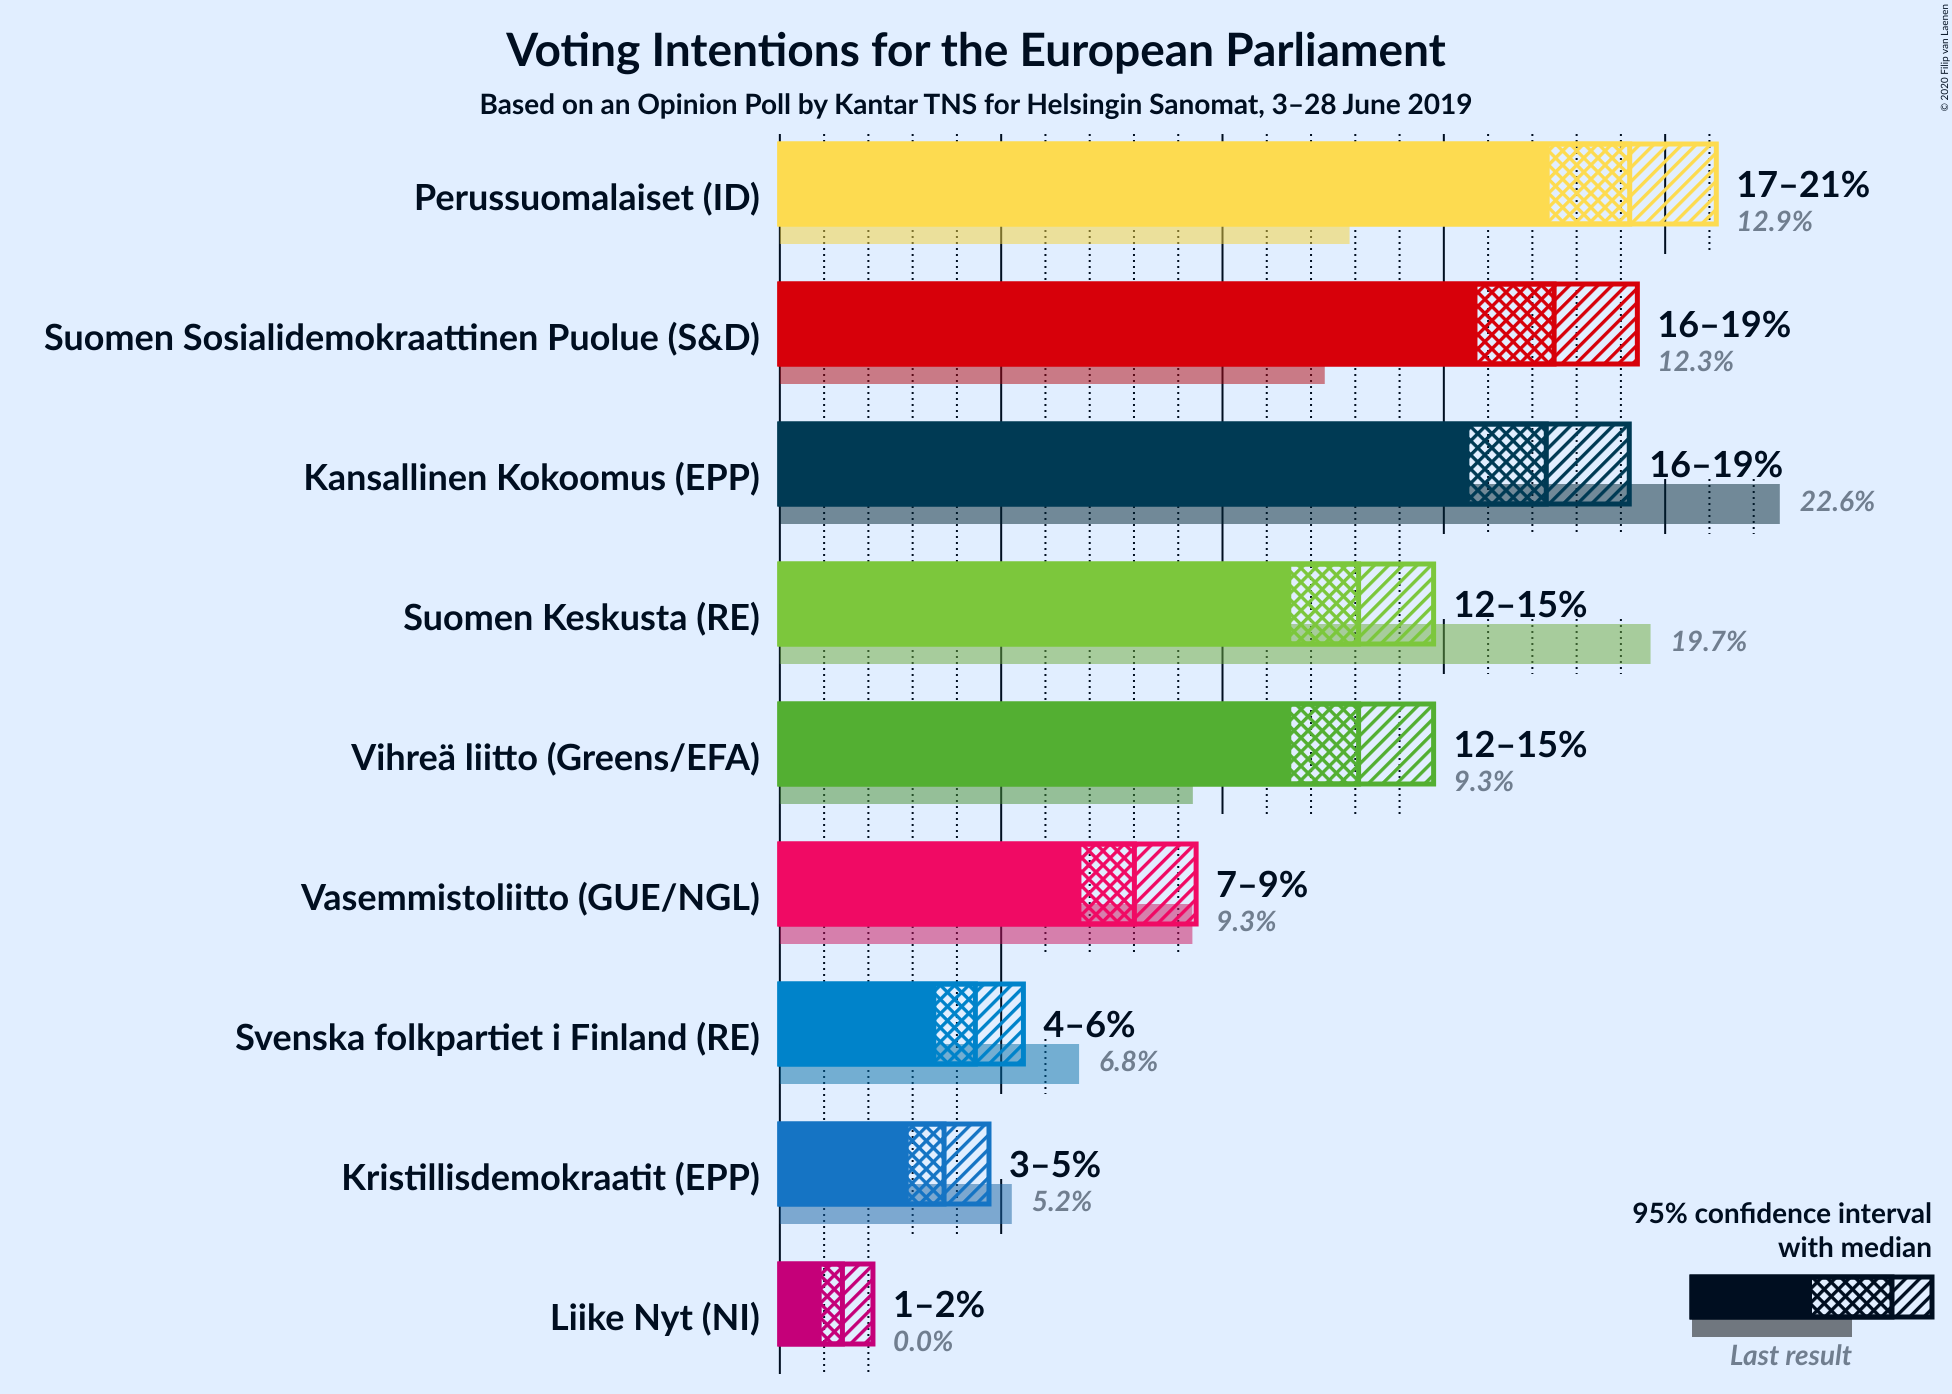 Voting Intentions for the European Parliament
Based on an Opinion Poll by Kantar TNS for Helsingin Sanomat, 3–28 June 2019
© 2020 Filip van Laenen
Perussuomalaiset (ID)
17–21%
12.9%
Suomen Sosialidemokraattinen Puolue (S&D)
16–19%
12.3%
Kansallinen Kokoomus (EPP)
16–19%
22.6%
Suomen Keskusta (RE)
12–15%
19.7%
Vihreä liitto (Greens/EFA)
12–15%
9.3%
Vasemmistoliitto (GUE/NGL)
7–9%
9.3%
Svenska folkpartiet i Finland (RE)
4–6%
6.8%
Kristillisdemokraatit (EPP)
3–5%
5.2%
Liike Nyt (NI)
1–2%
0.0%
95% confidence interval
with median
Last result